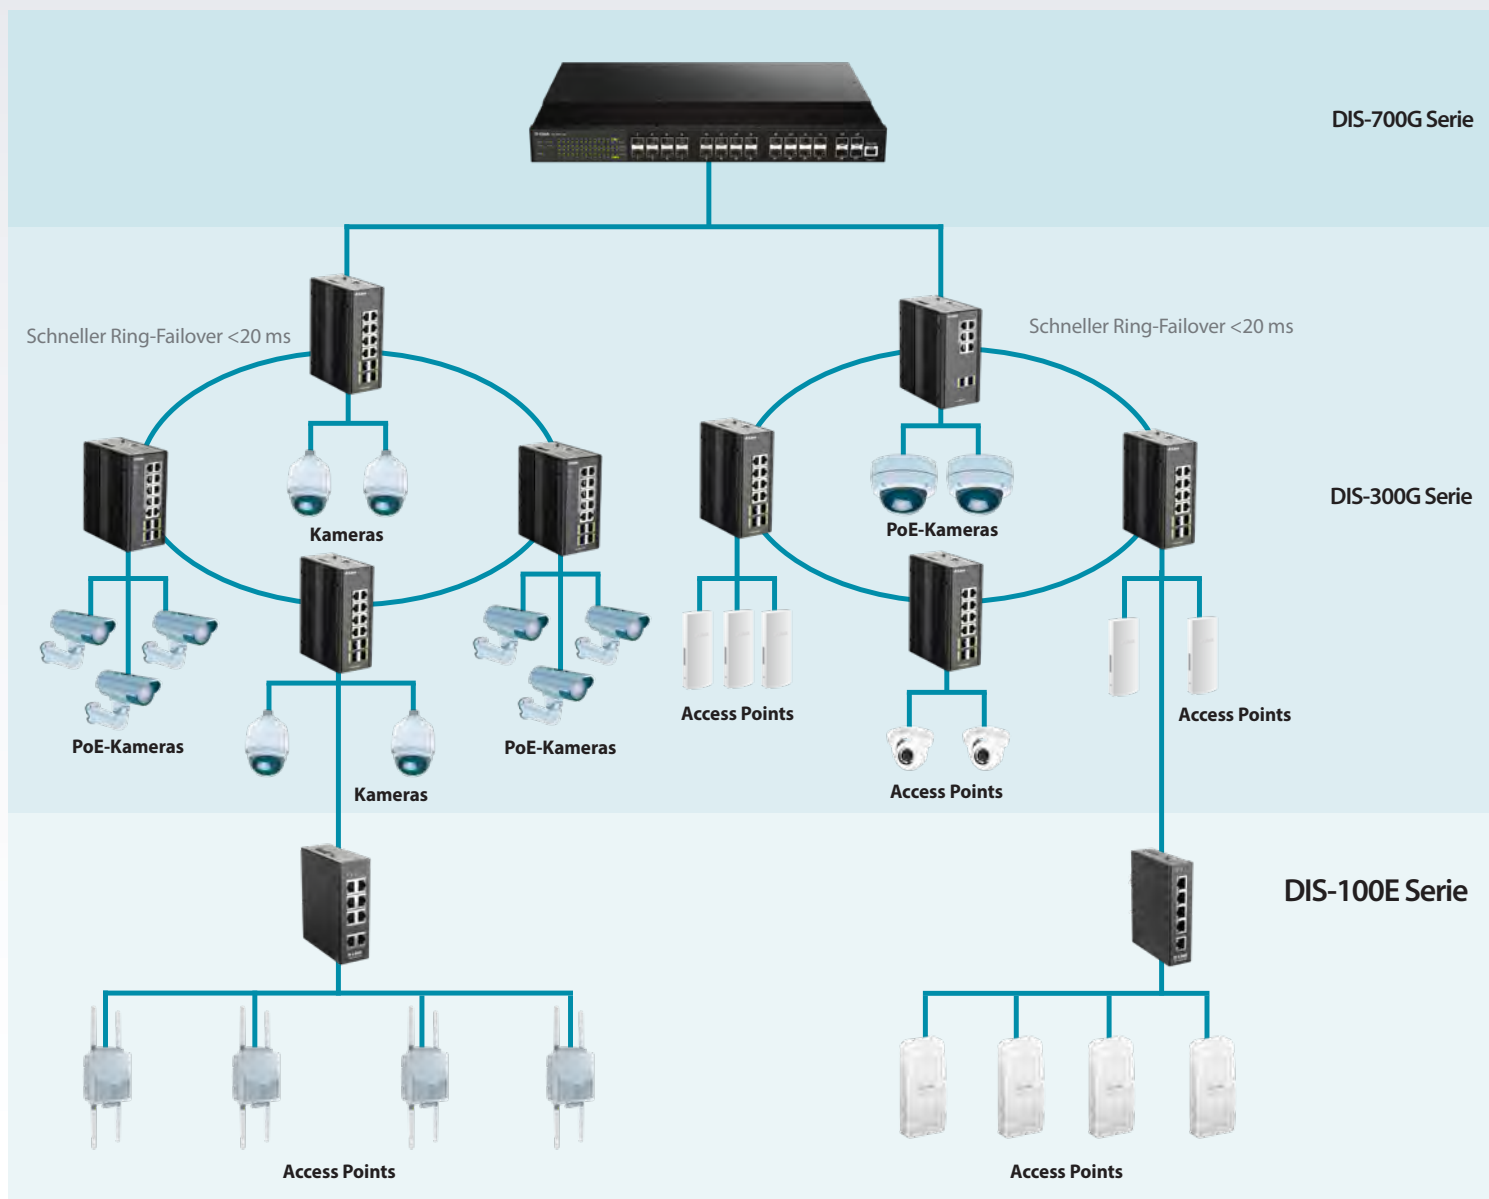 DIS-700G Serie
Schneller Ring-Failover <20 ms
Schneller Ring-Failover <20 ms
DIS-300G Serie
Kameras
PoE-Kameras
PoE-Kameras
PoE-Kameras
Access Points
Access Points
Kameras
Access Points
DIS-100E Serie
Access Points
Access Points